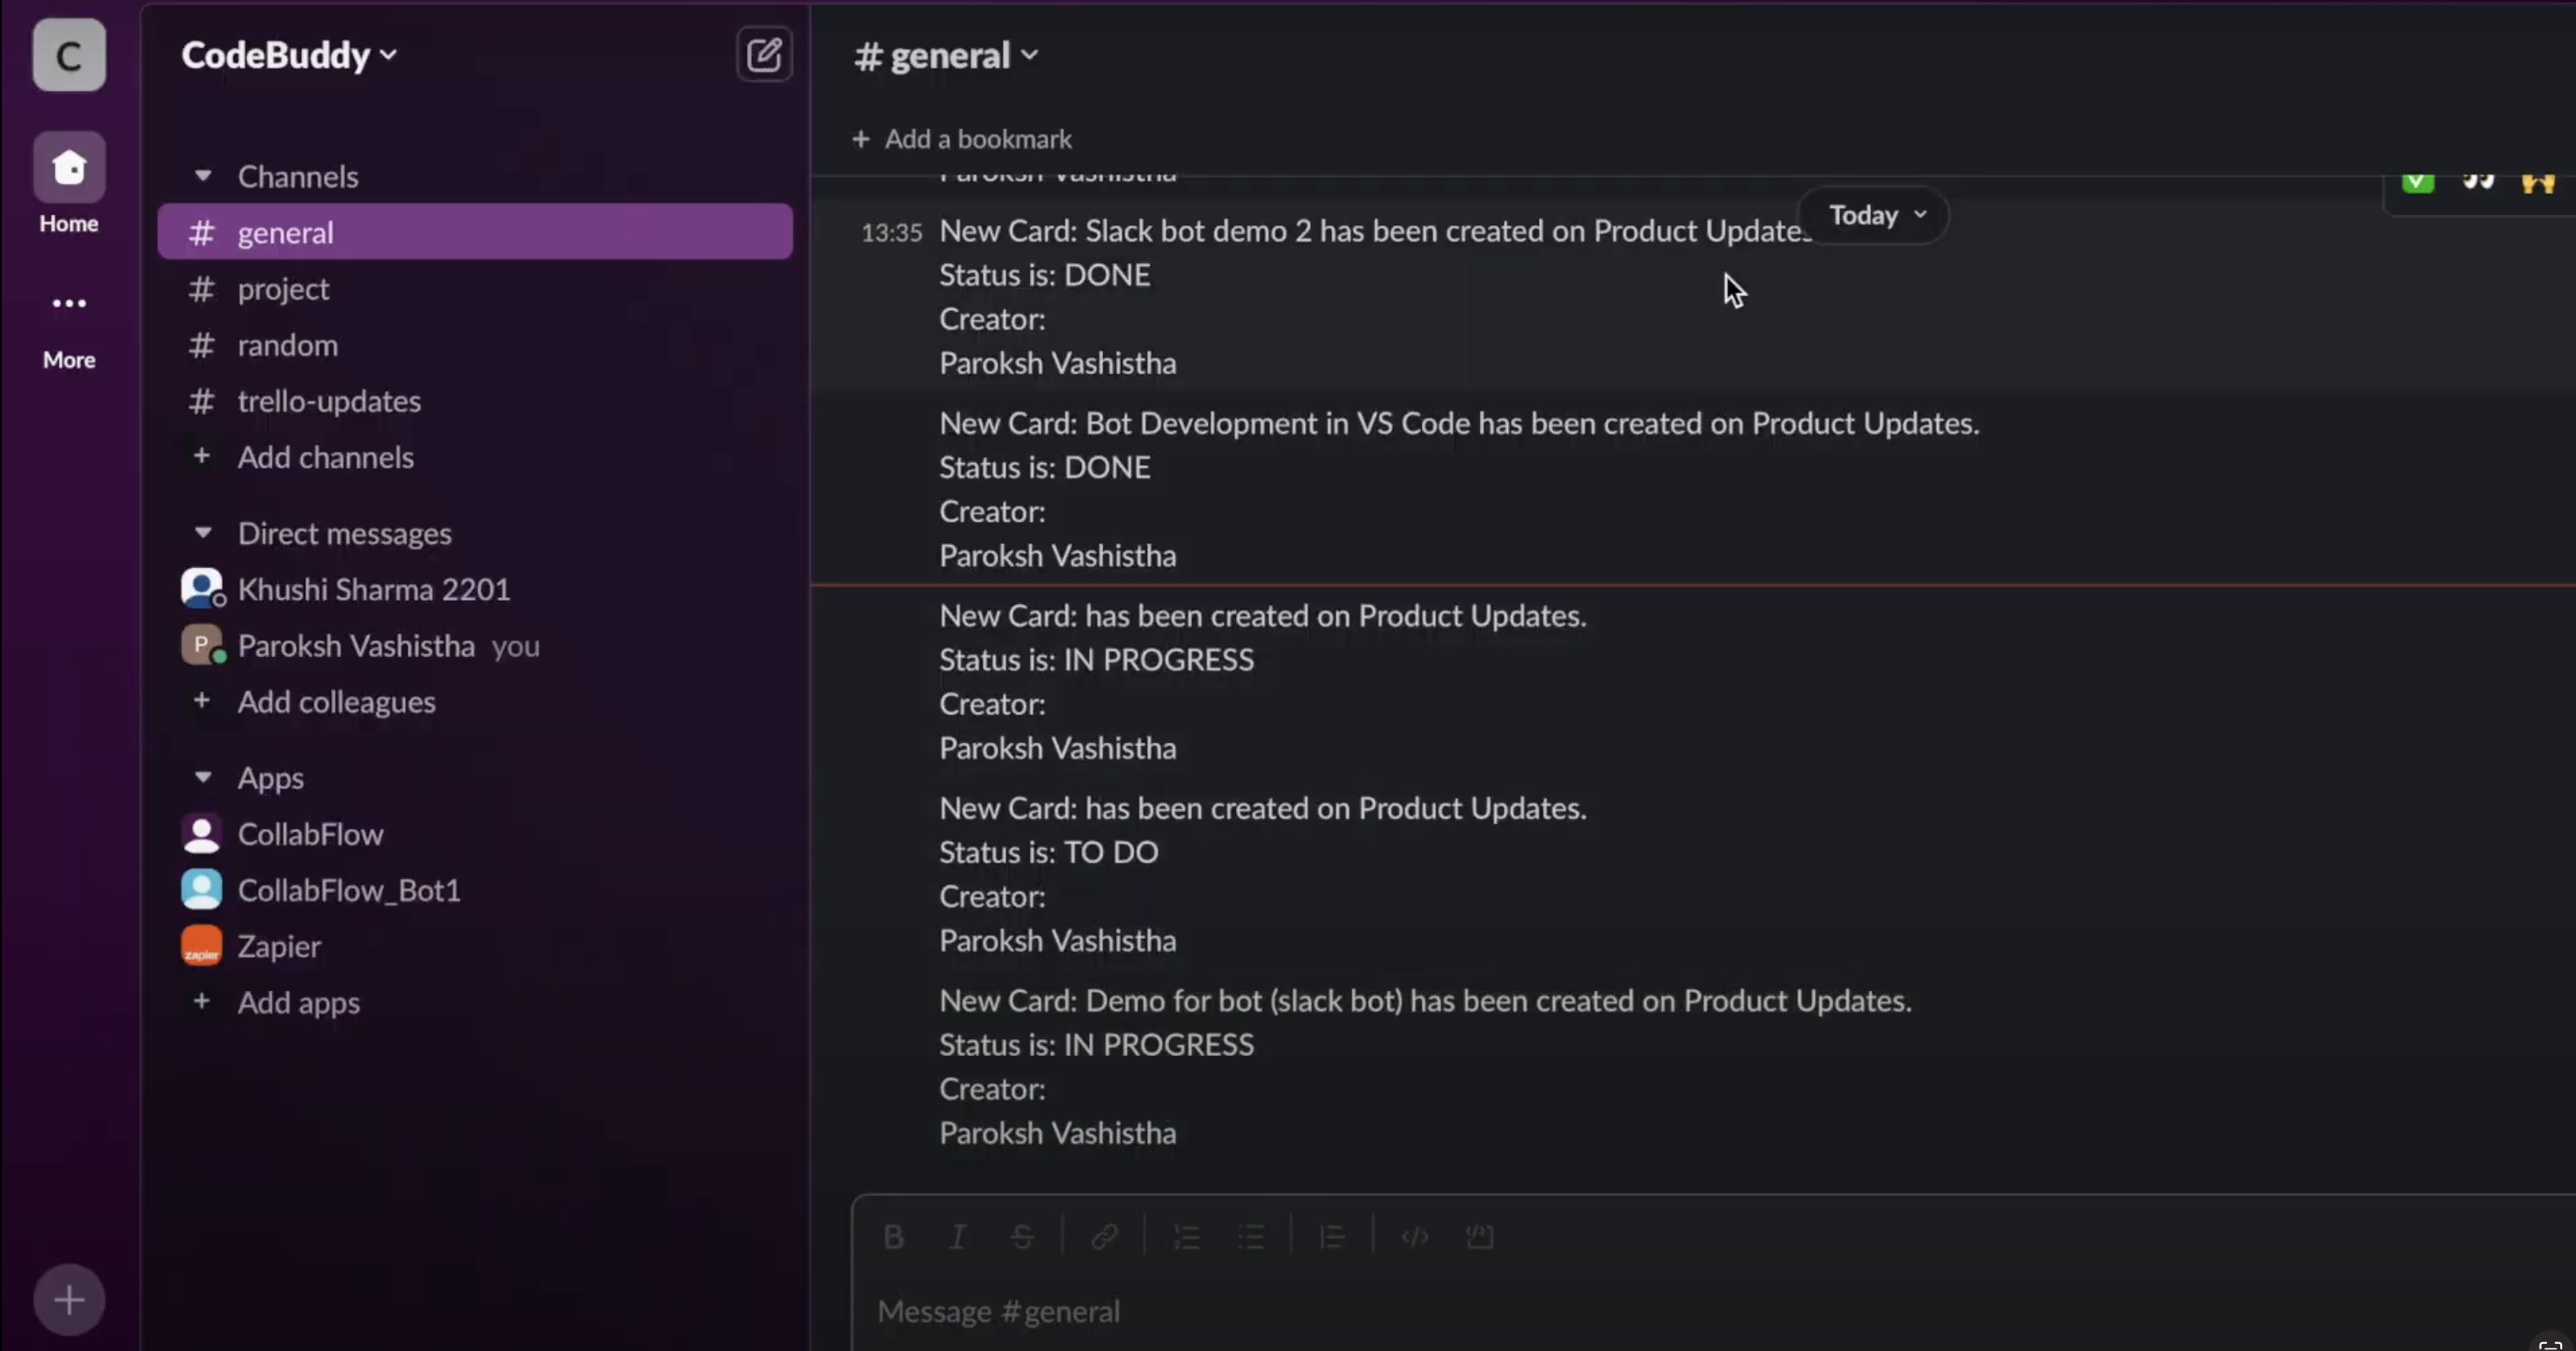 C
Home
More
CodeBuddy
Channels
# general
# project
# random
# trello-updates
+ Add channels
Direct messages
Khushi Sharma 2201
P
Paroksh Vashistha you
+ Add colleagues
Apps
CollabFlow
CollabFlow_Bot1
zapier
Zapier
+ Add apps
# general
+ Add a bookmark
Paroksh Vashistha
Today
13:35 New Card: Slack bot demo 2 has been created on Product Updates
Status is: DONE
Creator:
Paroksh Vashistha
New Card: Bot Development in VS Code has been created on Product Updates.
Status is: DONE
Creator:
Paroksh Vashistha
New Card: has been created on Product Updates.
Status is: IN PROGRESS
Creator:
Paroksh Vashistha
New Card: has been created on Product Updates.
Status is: TO DO
Creator:
Paroksh Vashistha
New Card: Demo for bot (slack bot) has been created on Product Updates.
Status is: IN PROGRESS
Creator:
Paroksh Vashistha
B I S
Message #general